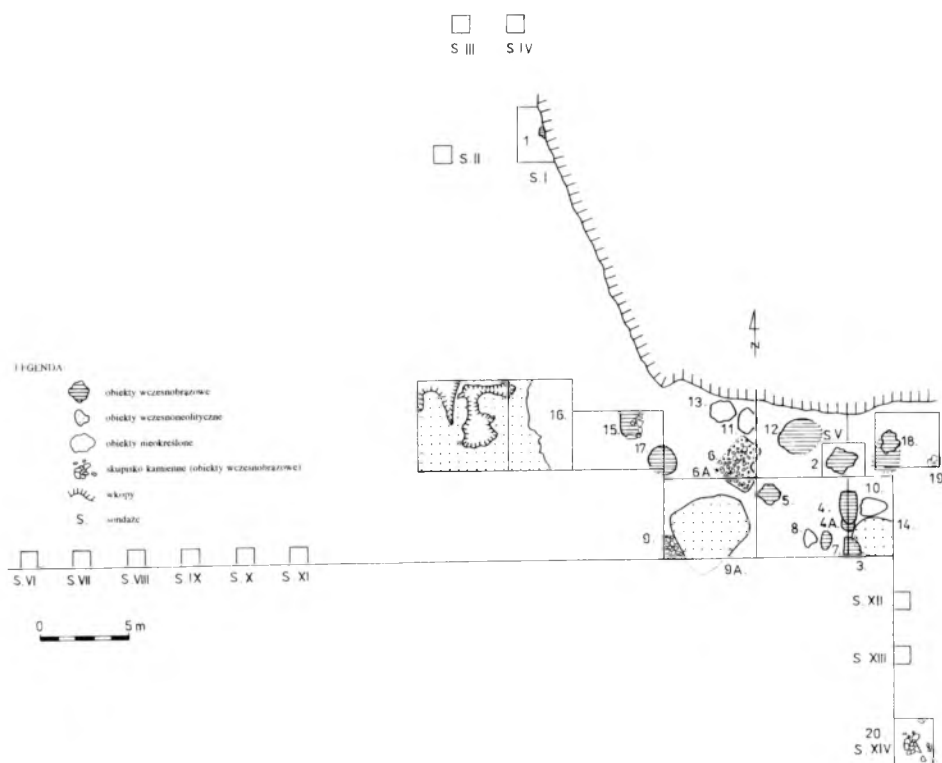 S III
S IV
1
S. I
S. II
N
LEGENDA
obiekty wczesnobrązowe
obiekty wczesnoneolityczne
obiekty nieokreślone
skupisko kamienne (obiekty wczesnobrązowe)
wkopy
S. sondaże
16.
15.
17
13.
11
12.
S V
6.
6A
2
18.
19
5.
4.
4A
10.
14.
8
7.
3.
9.
9A.
S. VI
S. VII
S. VIII
S. IX
S. X
S. XI
0 5 m
S. XII
S. XIII
20
S. XIV